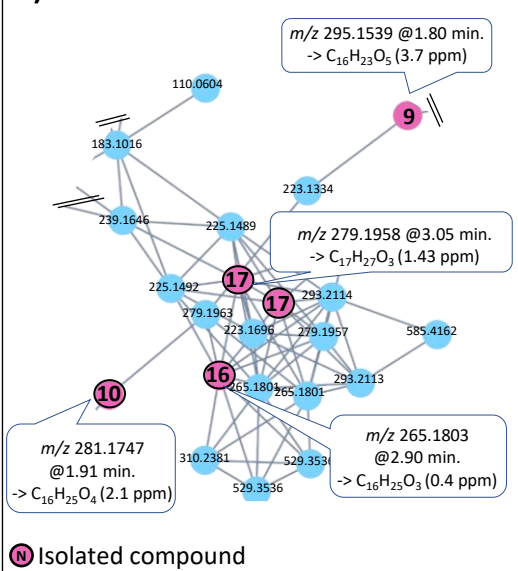 m/z 295.1539 @1.80 min.
-> C₁₆H₂₃O₅ (3.7 ppm)
110.0604
9
183.1016
223.1334
239.1646
225.1489
m/z 279.1958 @3.05 min.
-> C₁₇H₂₇O₃ (1.43 ppm)
17
225.1492
17
293.2114
279.1963
223.1696
279.1957
585.4162
16
265.1801
265.1801
293.2113
10
m/z 281.1747
@1.91 min.
-> C₁₆H₂₅O₄ (2.1 ppm)
m/z 265.1803
@2.90 min.
-> C₁₆H₂₅O₃ (0.4 ppm)
310.2381
529.3536
529.3536
N Isolated compound